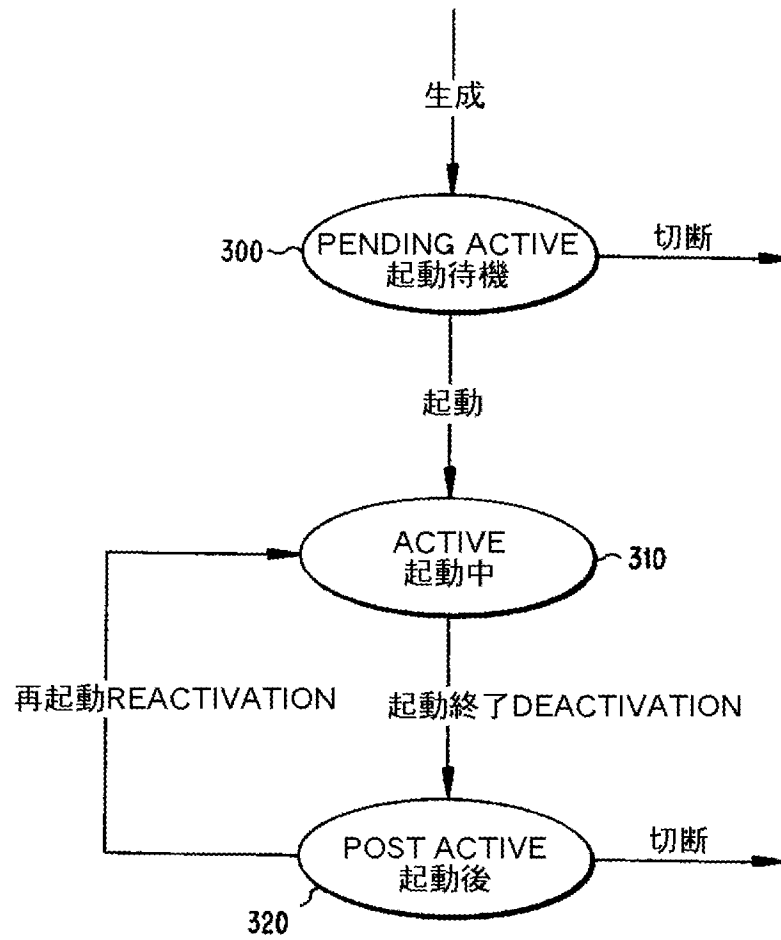 生成
300
PENDING ACTIVE
起動待機
切断
起動
ACTIVE
起動中
310
再起動REACTIVATION
起動終了DEACTIVATION
POST ACTIVE
起動後
切断
320